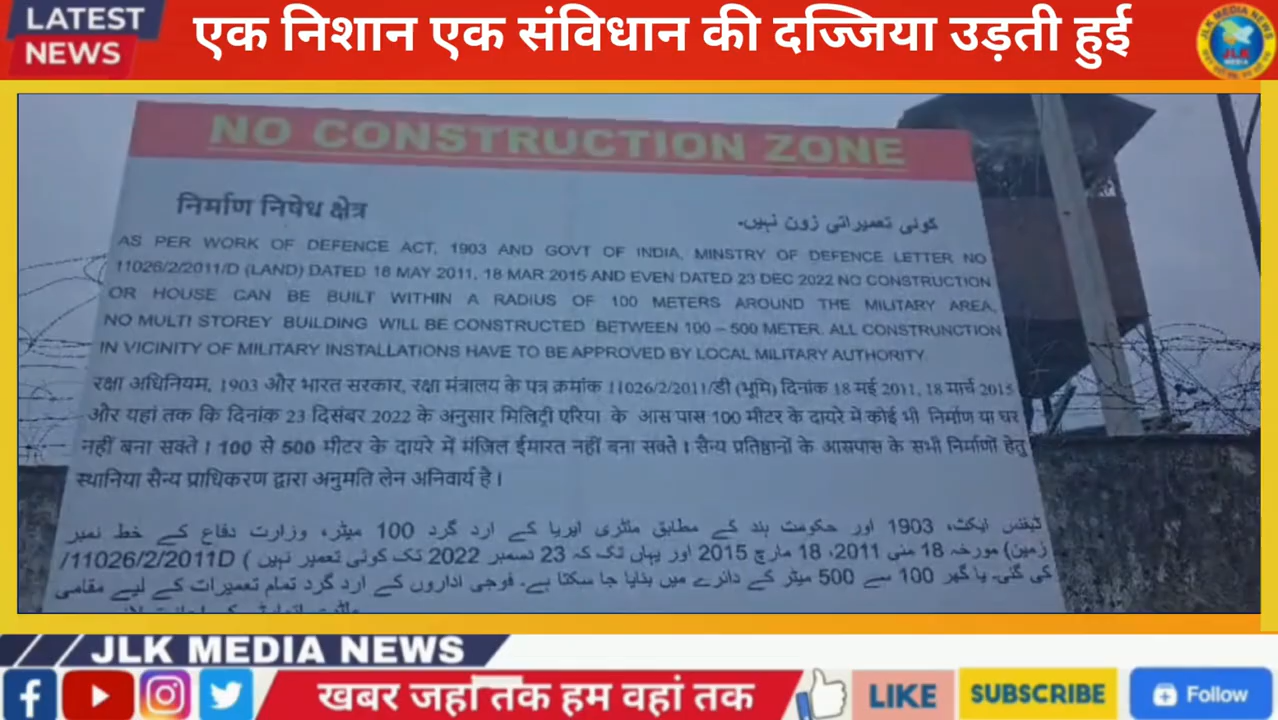 LATEST
NEWS
एक निशान एक संविधान की दज्जिया उड़ती हुई
JLK MEDIA NEWS
JLK
MEDIA
NO CONSTRUCTION ZONE
निर्माण निषेध क्षेत्र
کوئی تعمیراتی زون نہیں۔
AS PER WORK OF DEFENCE ACT, 1903 AND GOVT OF INDIA, MINSTRY OF DEFENCE LETTER NO
11026/2/2011/D (LAND) DATED 18 MAY 2011, 18 MAR 2015 AND EVEN DATED 23 DEC 2022 NO CONSTRUCTION
OR HOUSE CAN BE BUILT WITHIN A RADIUS OF 100 METERS AROUND THE MILITARY AREA,
NO MULTI STOREY BUILDING WILL BE CONSTRUCTED BETWEEN 100 – 500 METER. ALL CONSTRUNCTION
IN VICINITY OF MILITARY INSTALLATIONS HAVE TO BE APPROVED BY LOCAL MILITARY AUTHORITY
रक्षा अधिनियम, 1903 और भारत सरकार, रक्षा मंत्रालय के पत्र क्रमांक 11026/2/2011/डी (भूमि) दिनांक 18 मई 2011, 18 मार्च 2015
और यहां तक कि दिनांक 23 दिसंबर 2022 के अनुसार मिलिट्री एरिया के आस पास 100 मीटर के दायरे में कोई भी निर्माण या घर
नहीं बना सक्ते । 100 से 500 मीटर के दायरे में मंजिल ईमारत नहीं बना सक्ते । सैन्य प्रतिष्ठानों के आसपास के सभी निर्माणों हेतु
स्थानिया सैन्य प्राधिकरण द्वारा अनुमति लेन अनिवार्य है ।
ڈیفنس ایکٹ، 1903 اور حکومت ہند کے مطابق ملٹری ایریا کے ارد گرد 100 میٹر، وزارت دفاع کے خط نمبر
زمین) مورخہ 18 مئی 2011، 18 مارچ 2015 اور یہاں تک کہ 23 دسمبر 2022 تک کوئی تعمیر نہیں ) 11026/2/2011D/
کی گئی۔ یا گھر 100 سے 500 میٹر کے دائرے میں بنایا جا سکتا ہے۔ فوجی اداروں کے ارد گرد تمام تعمیرات کے لیے مقامی
JLK MEDIA NEWS
खबर जहां तक हम वहां तक
LIKE
SUBSCRIBE
Follow